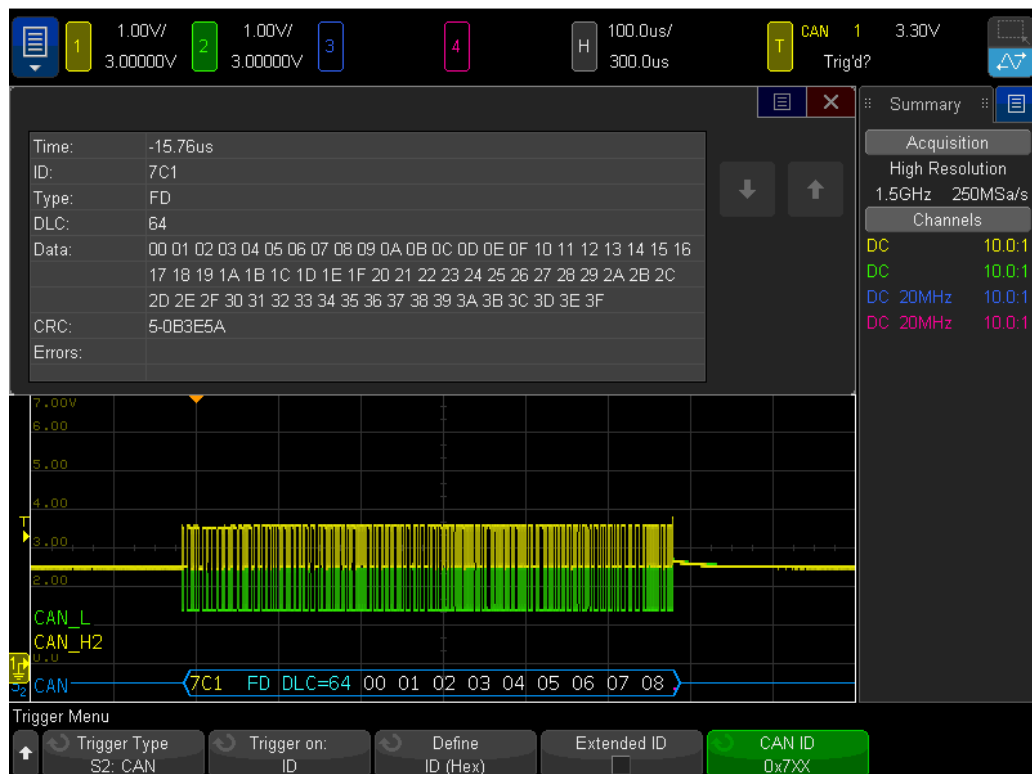 1 1.00V/ 2 1.00V/ 3 4 H 100.0us/ T CAN 1 3.30V
3.00000V 3.00000V 300.0us Trig'd?
Summary
Acquisition
High Resolution
1.5GHz 250MSa/s
Channels
DC 10.0:1
DC 10.0:1
DC 20MHz 10.0:1
DC 20MHz 10.0:1
Time: -15.76us
ID: 7C1
Type: FD
DLC: 64
Data: 00 01 02 03 04 05 06 07 08 09 0A 0B 0C 0D 0E 0F 10 11 12 13 14 15 16
17 18 19 1A 1B 1C 1D 1E 1F 20 21 22 23 24 25 26 27 28 29 2A 2B 2C
2D 2E 2F 30 31 32 33 34 35 36 37 38 39 3A 3B 3C 3D 3E 3F
CRC: 5-0B3E5A
Errors:
7.00V
6.00
5.00
4.00
T
3.00
2.00
CAN_L
CAN_H2
0.0
1
S2 CAN 7C1 FD DLC=64 00 01 02 03 04 05 06 07 08
Trigger Menu
Trigger Type Trigger on: Define Extended ID CAN ID
S2: CAN ID ID (Hex) 0x7XX